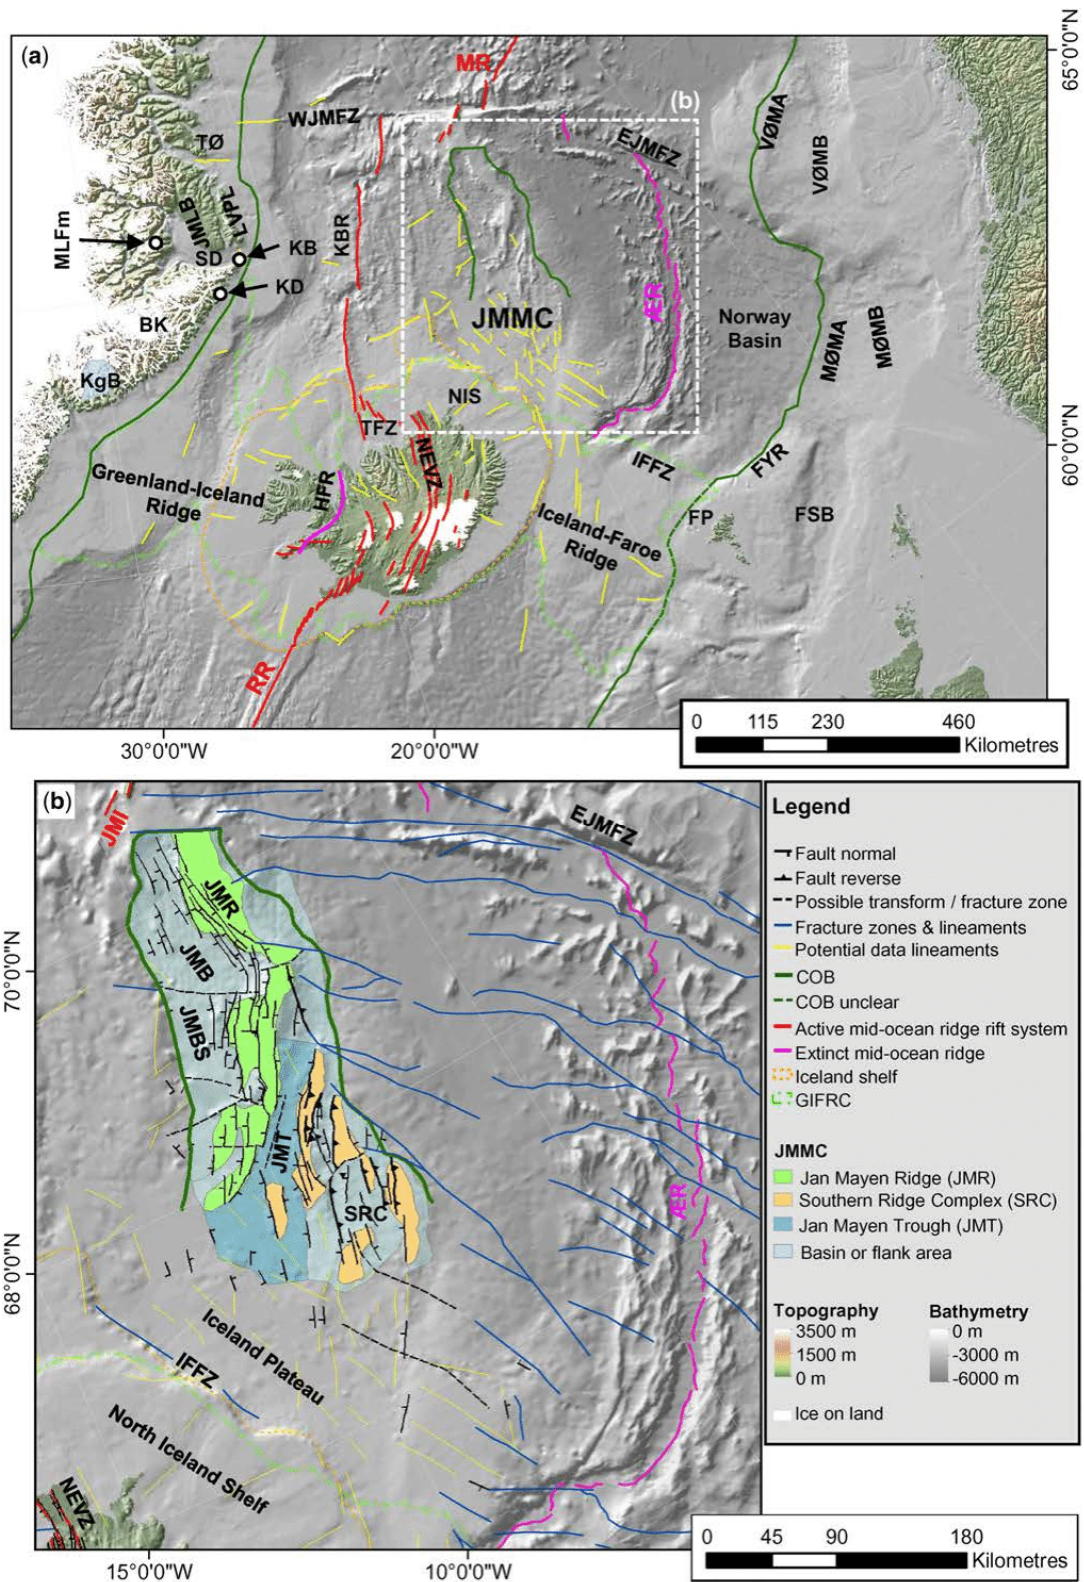 (a)
MR
65°0'0"N
(b)
WJMFZ
EJMFZ
VØMA
VØMB
TØ
JMLB
LVPL
MLFm
SD
KB
KBR
KD
ÆR
BK
JMMC
Norway
Basin
MØMA
MØMB
KgB
NIS
TFZ
NEVZ
60°0'0"N
IFFZ
FYR
Greenland-Iceland
Ridge
HFR
Iceland-Faroe
Ridge
FP
FSB
RR
0 115 230 460
Kilometres
30°0'0"W
20°0'0"W
(b)
JMI
EJMFZ
JMR
JMB
70°0'0"N
JMBS
JMT
ÆR
SRC
68°0'0"N
Iceland Plateau
IFFZ
North Iceland Shelf
NEVZ
15°0'0"W
10°0'0"W
Legend
Fault normal
Fault reverse
Possible transform / fracture zone
Fracture zones & lineaments
Potential data lineaments
COB
COB unclear
Active mid-ocean ridge rift system
Extinct mid-ocean ridge
Iceland shelf
GIFRC
JMMC
Jan Mayen Ridge (JMR)
Southern Ridge Complex (SRC)
Jan Mayen Trough (JMT)
Basin or flank area
Topography
3500 m
1500 m
0 m
Bathymetry
0 m
-3000 m
-6000 m
Ice on land
0 45 90 180
Kilometres